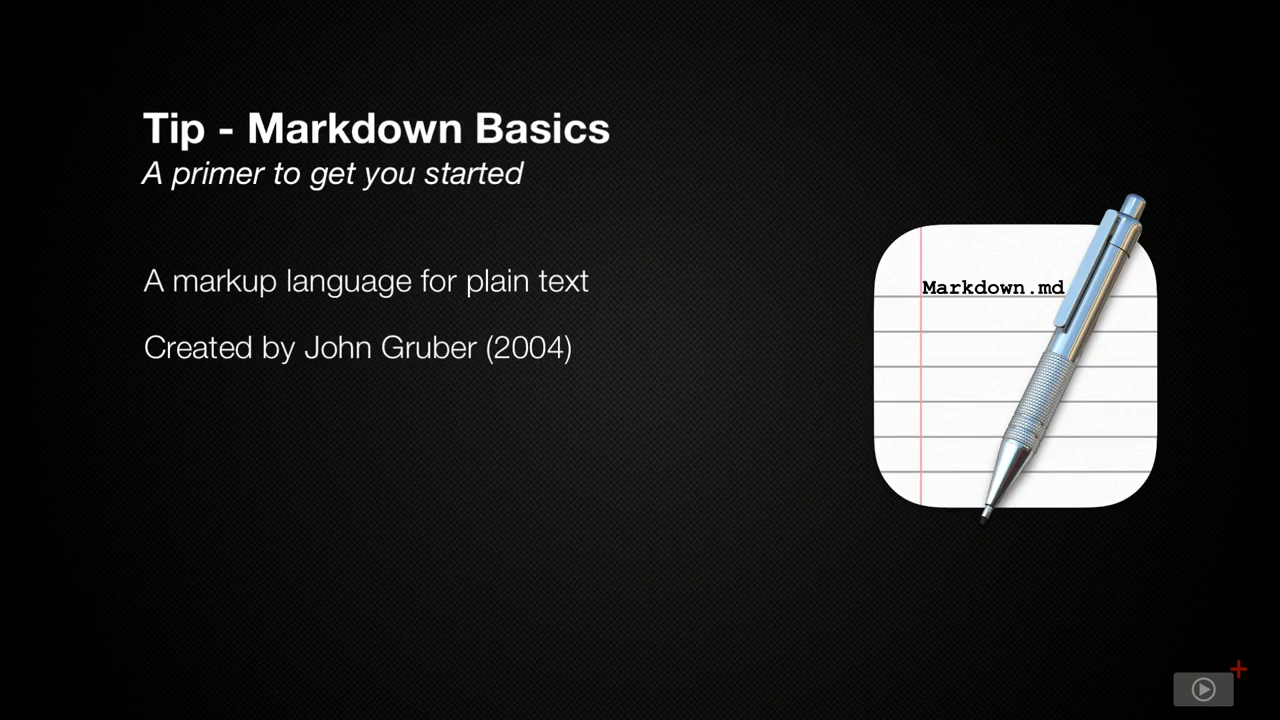 Tip - Markdown Basics
A primer to get you started
A markup language for plain text
Created by John Gruber (2004)
Markdown.md